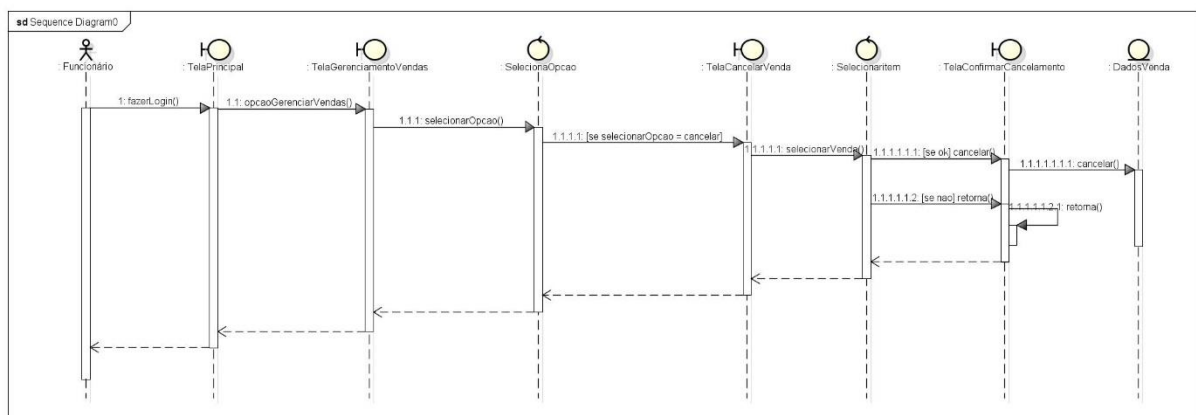 sd Sequence Diagram0
: Funcionário
: TelaPrincipal
: TelaGerenciamentoVendas
: SelecionaOpcao
: TelaCancelarVenda
: Selecionaritem
: TelaConfirmarCancelamento
: DadosVenda
1: fazerLogin()
1.1: opcaoGerenciarVendas()
1.1.1: selecionarOpcao()
1.1.1.1: [se selecionarOpcao = cancelar]
1.1.1.1.1: selecionarVenda()
1.1.1.1.1.1: [se ok] cancelar()
1.1.1.1.1.1.1: cancelar()
1.1.1.1.1.2: [se nao] retorna()
1.1.1.1.1.2.1: retorna()